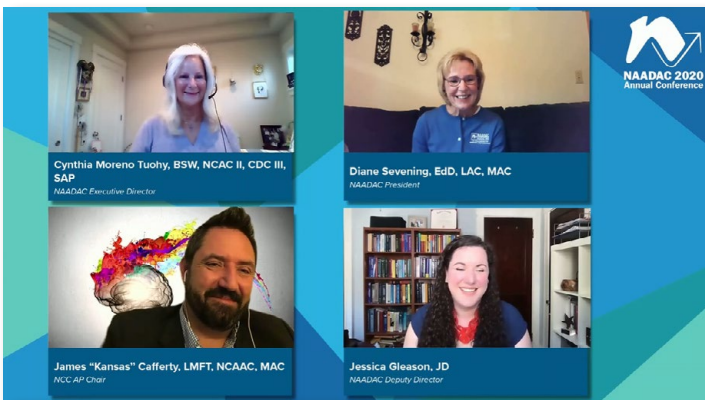 NAADAC 2020
Annual Conference
Cynthia Moreno Tuohy, BSW, NCAC II, CDC III,
SAP
NAADAC Executive Director
Diane Sevening, EdD, LAC, MAC
NAADAC President
James “Kansas” Cafferty, LMFT, NCAAC, MAC
NCC AP Chair
Jessica Gleason, JD
NAADAC Deputy Director